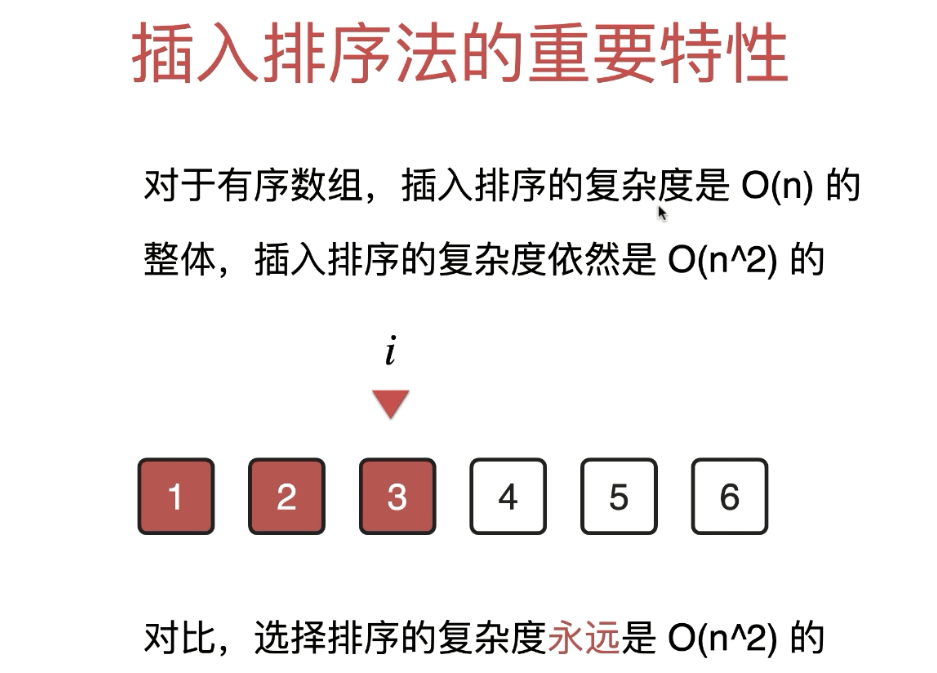 插入排序法的重要特性
对于有序数组，插入排序的复杂度是 O(n) 的
整体，插入排序的复杂度依然是 O(n^2) 的
i
1 2 3 4 5 6
对比，选择排序的复杂度永远是 O(n^2) 的